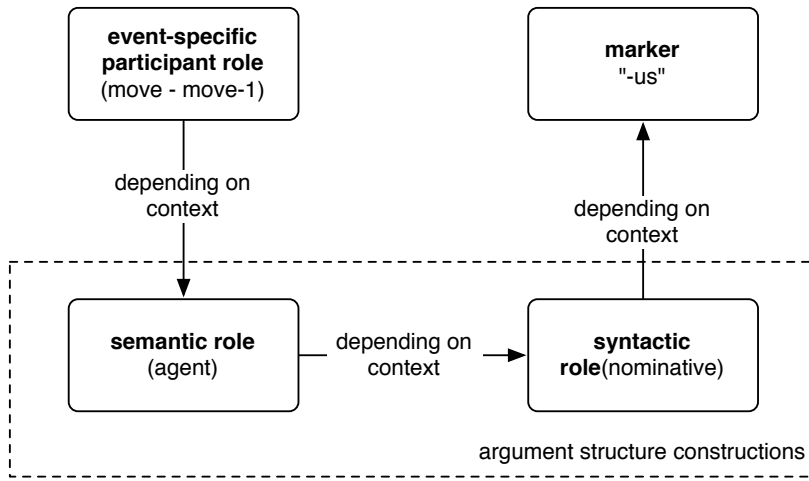 event-specific
participant role
(move - move-1)
marker
"-us"
depending on
context
depending on
context
semantic role
(agent)
depending on
context
syntactic
role(nominative)
argument structure constructions